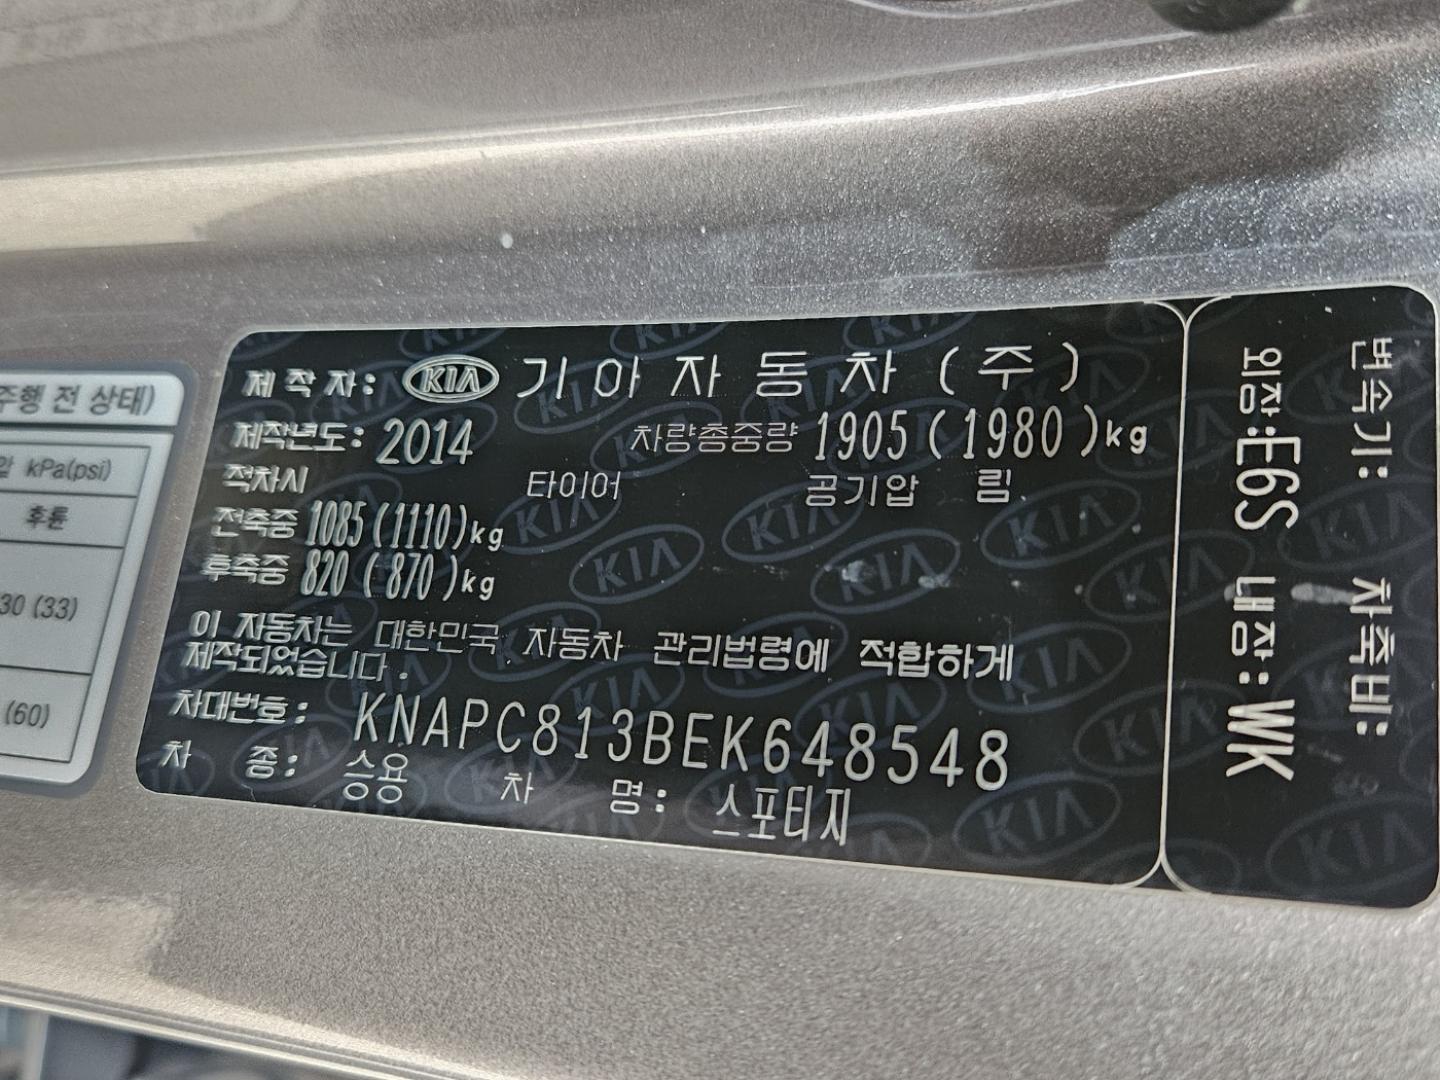 주행 전 상태)
압 kPa(psi)
후륜
30 (33)
(60)
제 작 자: KIA 기 아 자 동 차 (주)
제작년도: 2014 차량총중량 1905 (1980)kg
적차시 타이어 공기압 림
전축중 1085 (1110)kg
후축중 820 (870)kg
이 자동차는 대한민국 자동차 관리법령에 적합하게
제작되었습니다.
차대번호: KNAPC813BEK648548
차 종: 승용 차 명: 스포티지
변속기: 차축비:
외장:E6S 내장:WK